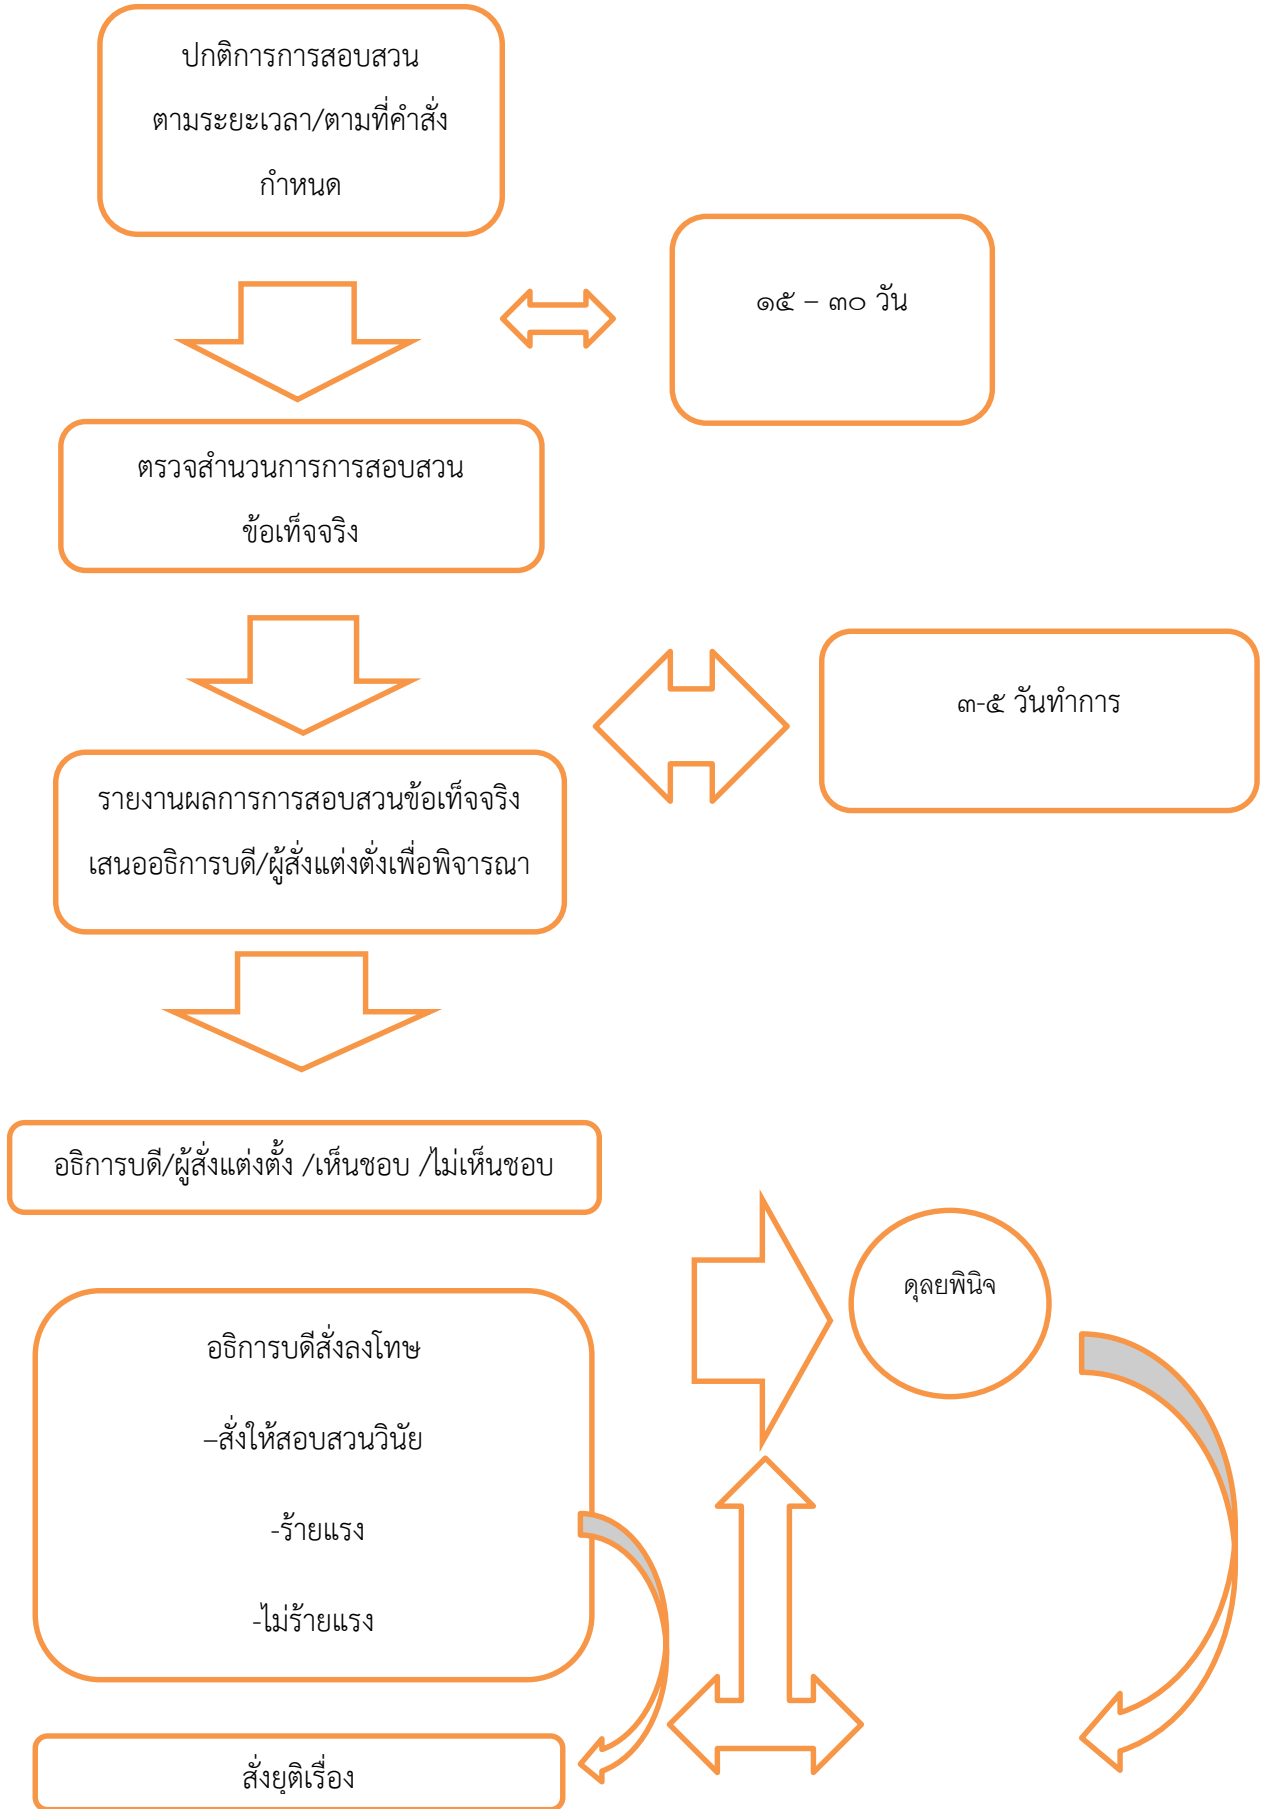 ปกติการการสอบสวน
ตามระยะเวลา/ตามที่คำสั่ง
กำหนด
๑๕ – ๓๐ วัน
ตรวจสำนวนการการสอบสวน
ข้อเท็จจริง
๓-๕ วันทำการ
รายงานผลการการสอบสวนข้อเท็จจริง
เสนออธิการบดี/ผู้สั่งแต่งตั่งเพื่อพิจารณา
อธิการบดี/ผู้สั่งแต่งตั้ง /เห็นชอบ /ไม่เห็นชอบ
ดุลยพินิจ
อธิการบดีสั่งลงโทษ
–สั่งให้สอบสวนวินัย
-ร้ายแรง
-ไม่ร้ายแรง
สั่งยุติเรื่อง